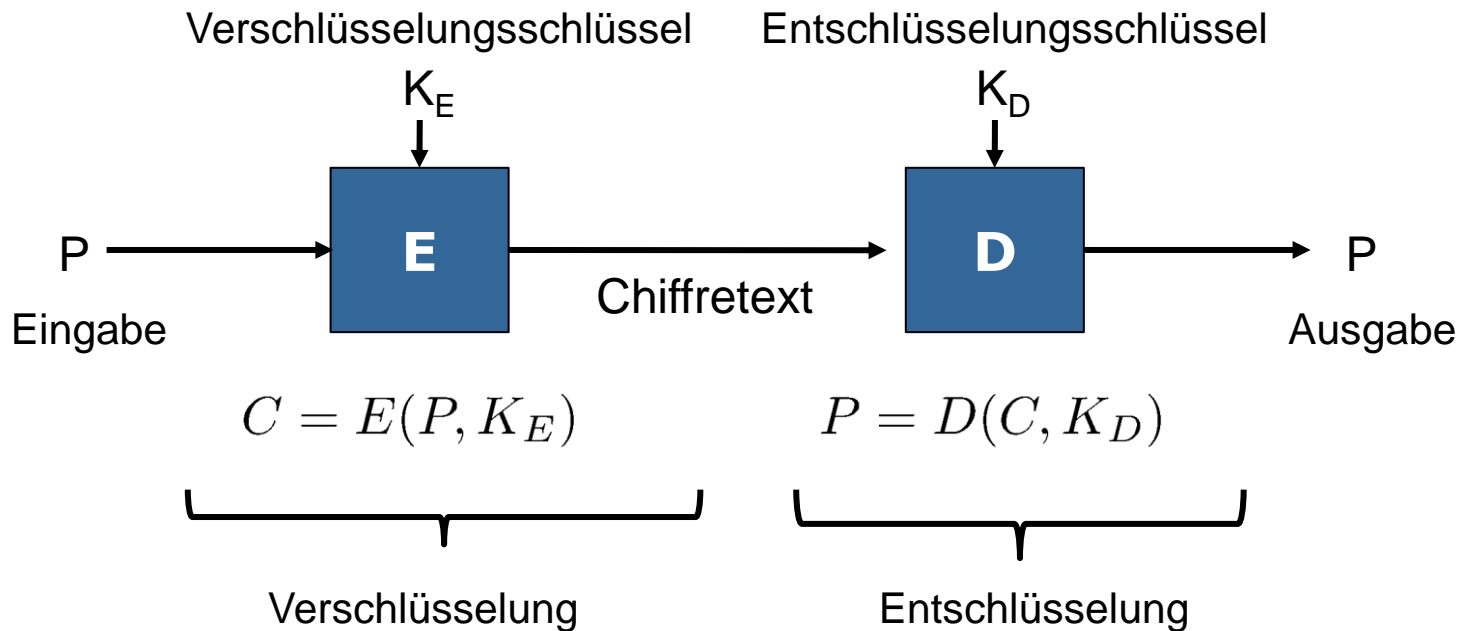 Verschlüsselungsschlüssel
Entschlüsselungsschlüssel
K_E
K_D
P
E
D
P
Chiffretext
Eingabe
Ausgabe
C = E(P, K_E)
P = D(C, K_D)
Verschlüsselung
Entschlüsselung